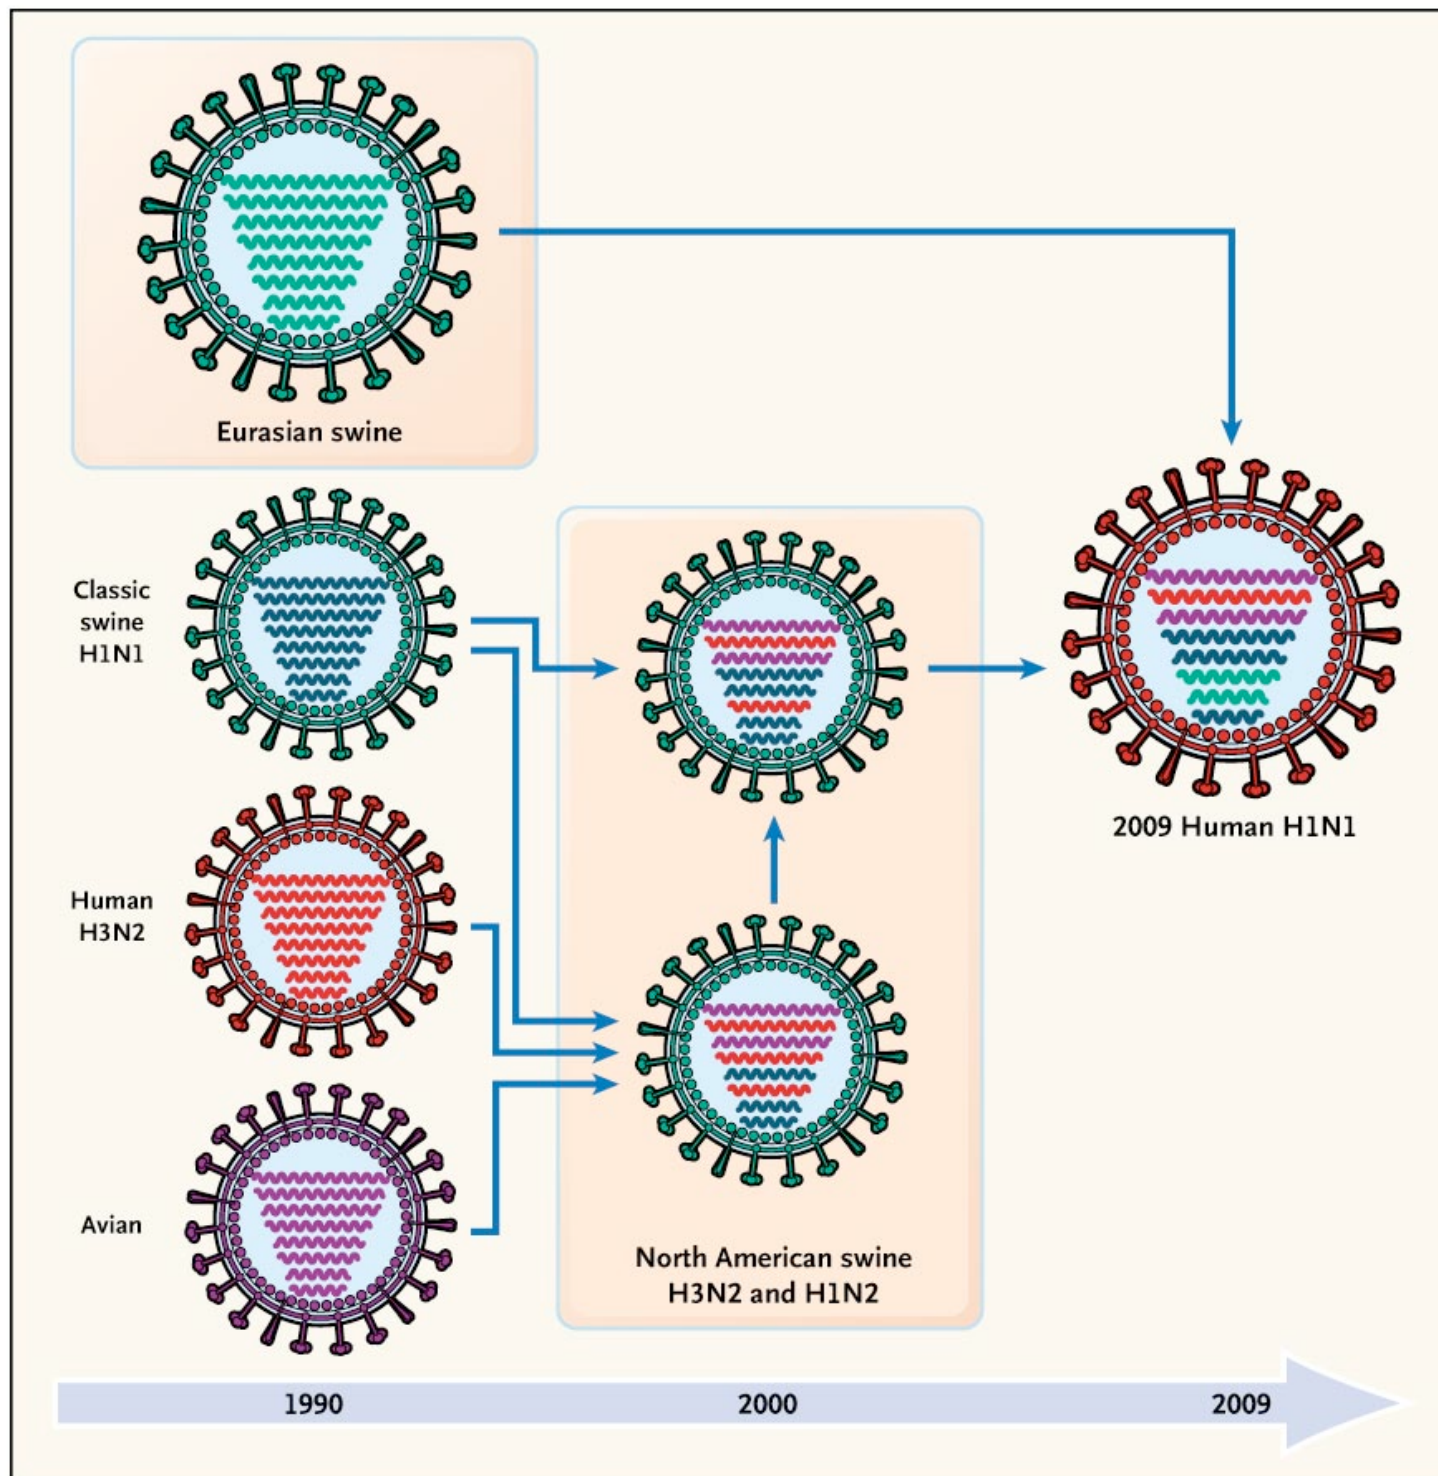 Eurasian swine
Classic
swine
H1N1
Human
H3N2
Avian
North American swine
H3N2 and H1N2
2009 Human H1N1
1990
2000
2009